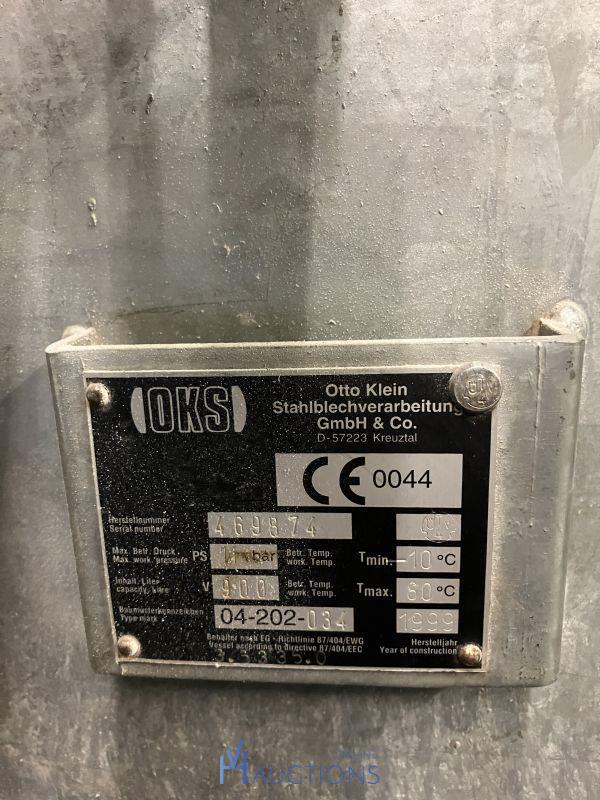 OKS
Otto Klein
Stahlblechverarbeitung
GmbH & Co.
D-57223 Kreuztal
CE 0044
Herstellnummer
Serial number
469874
Max. Betr. Druck
Max. work. pressure
PS 11 bar
Betr. Temp.
work. Temp.
Tmin. -10 °C
Inhalt, Liter
capacity, Litre
V 900
Betr. Temp.
work. Temp.
Tmax. 60 °C
Baumusterkennzeichen
Type mark
04-202-034
1999
Behälter nach EG - Richtlinie 87/404/EWG
Vessel according to directive 87/404/EEC
Herstelljahr
Year of construction
AUCTIONS